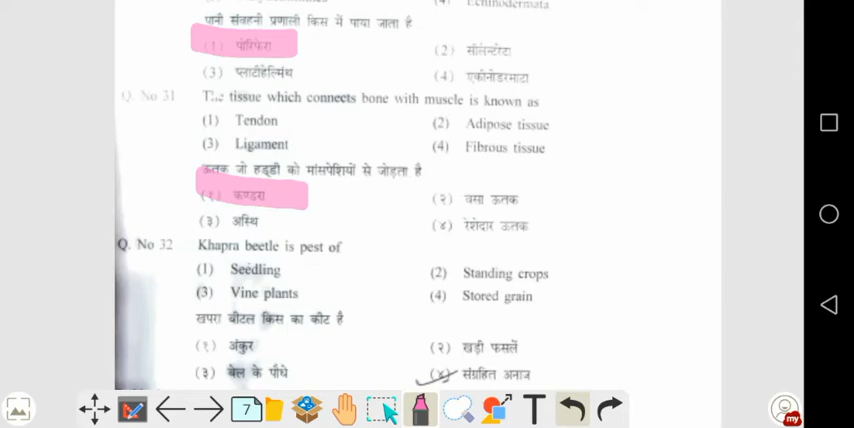 (4) Echinodermata
पानी संवहनी प्रणाली किस में पाया जाता है
(1) पोरिफेरा (2) सीलेन्टरेटा
(3) प्लाटीहेल्मिंथ (4) एकीनोडरमाटा
Q. No 31 The tissue which connects bone with muscle is known as
(1) Tendon (2) Adipose tissue
(3) Ligament (4) Fibrous tissue
ऊतक जो हड्डी को मांसपेशियों से जोड़ता है
(१) कण्डरा (२) वसा ऊतक
(३) अस्थि (४) रेशेदार ऊतक
Q. No 32 Khapra beetle is pest of
(1) Seedling (2) Standing crops
(3) Vine plants (4) Stored grain
खपरा बीटल किस का कीट है
(१) अंकुर (२) खड़ी फसलें
(३) बेल के पौधे (४) संग्रहित अनाज
7 T my